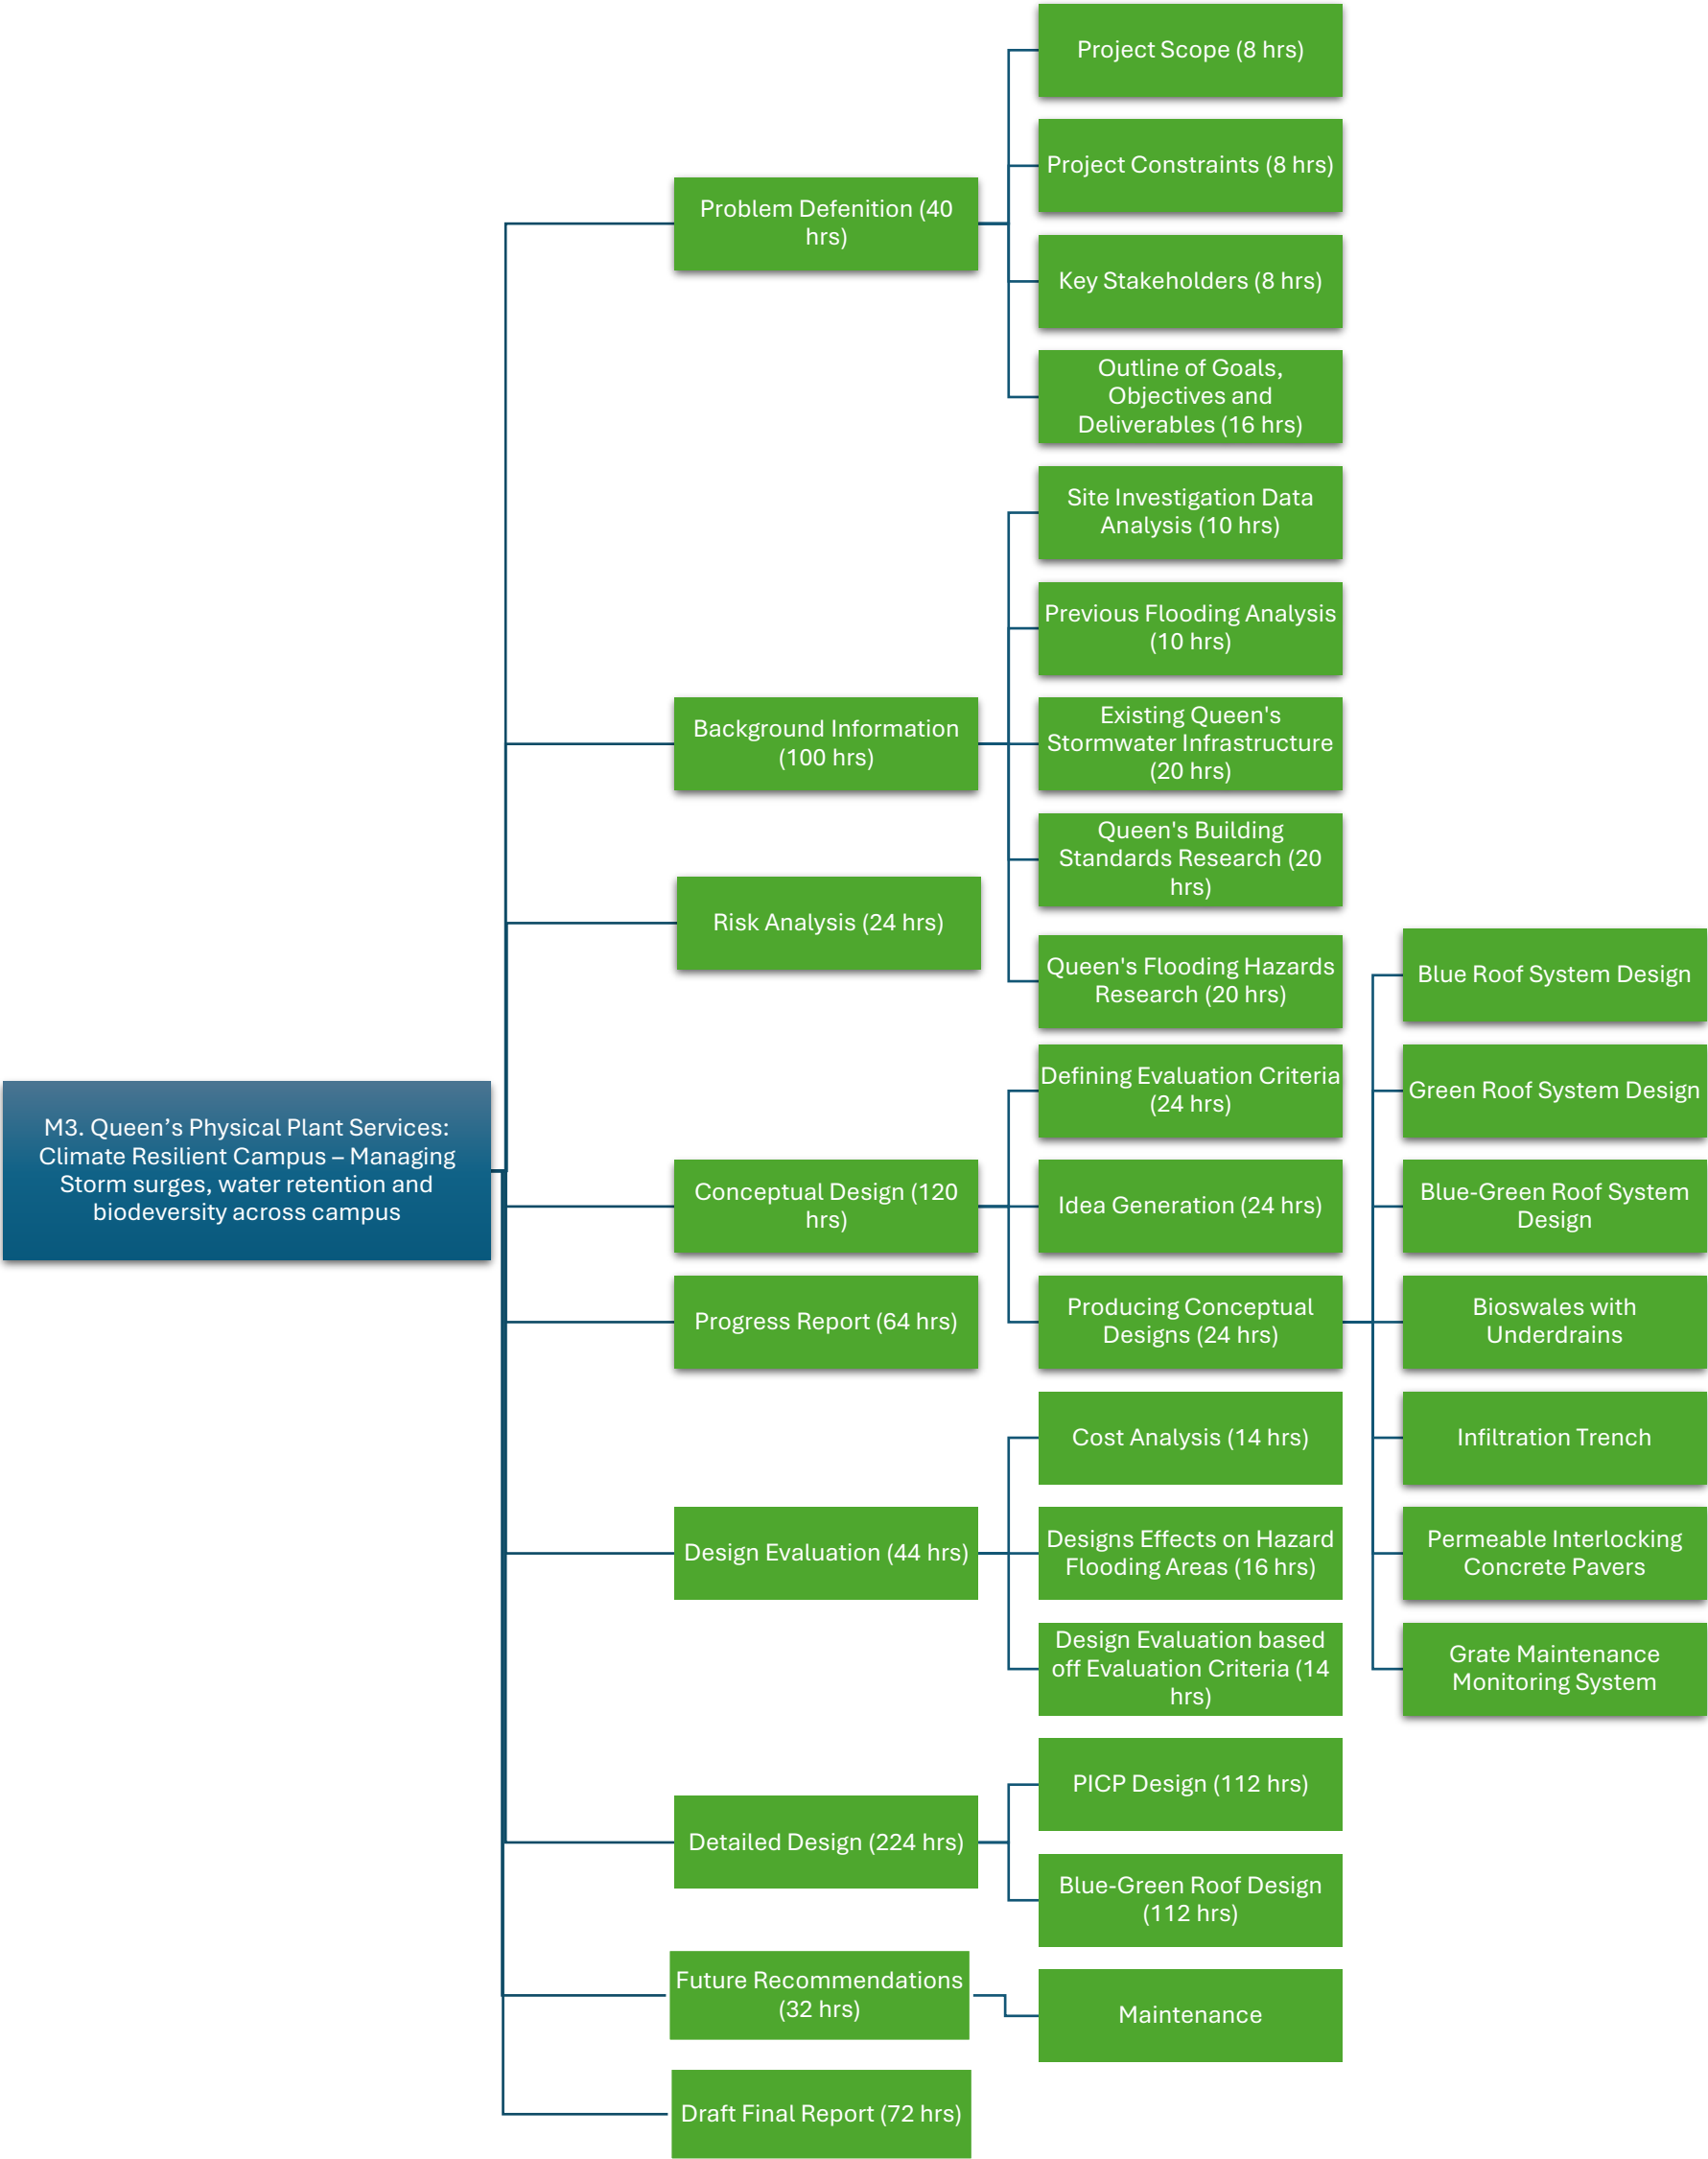 M3. Queen’s Physical Plant Services:
Climate Resilient Campus – Managing
Storm surges, water retention and
biodeversity across campus
Problem Defenition (40
hrs)
Project Scope (8 hrs)
Project Constraints (8 hrs)
Key Stakeholders (8 hrs)
Outline of Goals,
Objectives and
Deliverables (16 hrs)
Background Information
(100 hrs)
Site Investigation Data
Analysis (10 hrs)
Previous Flooding Analysis
(10 hrs)
Existing Queen's
Stormwater Infrastructure
(20 hrs)
Queen's Building
Standards Research (20
hrs)
Queen's Flooding Hazards
Research (20 hrs)
Risk Analysis (24 hrs)
Conceptual Design (120
hrs)
Defining Evaluation Criteria
(24 hrs)
Idea Generation (24 hrs)
Producing Conceptual
Designs (24 hrs)
Blue Roof System Design
Green Roof System Design
Blue-Green Roof System
Design
Bioswales with
Underdrains
Infiltration Trench
Permeable Interlocking
Concrete Pavers
Grate Maintenance
Monitoring System
Progress Report (64 hrs)
Design Evaluation (44 hrs)
Cost Analysis (14 hrs)
Designs Effects on Hazard
Flooding Areas (16 hrs)
Design Evaluation based
off Evaluation Criteria (14
hrs)
Detailed Design (224 hrs)
PICP Design (112 hrs)
Blue-Green Roof Design
(112 hrs)
Future Recommendations
(32 hrs)
Maintenance
Draft Final Report (72 hrs)